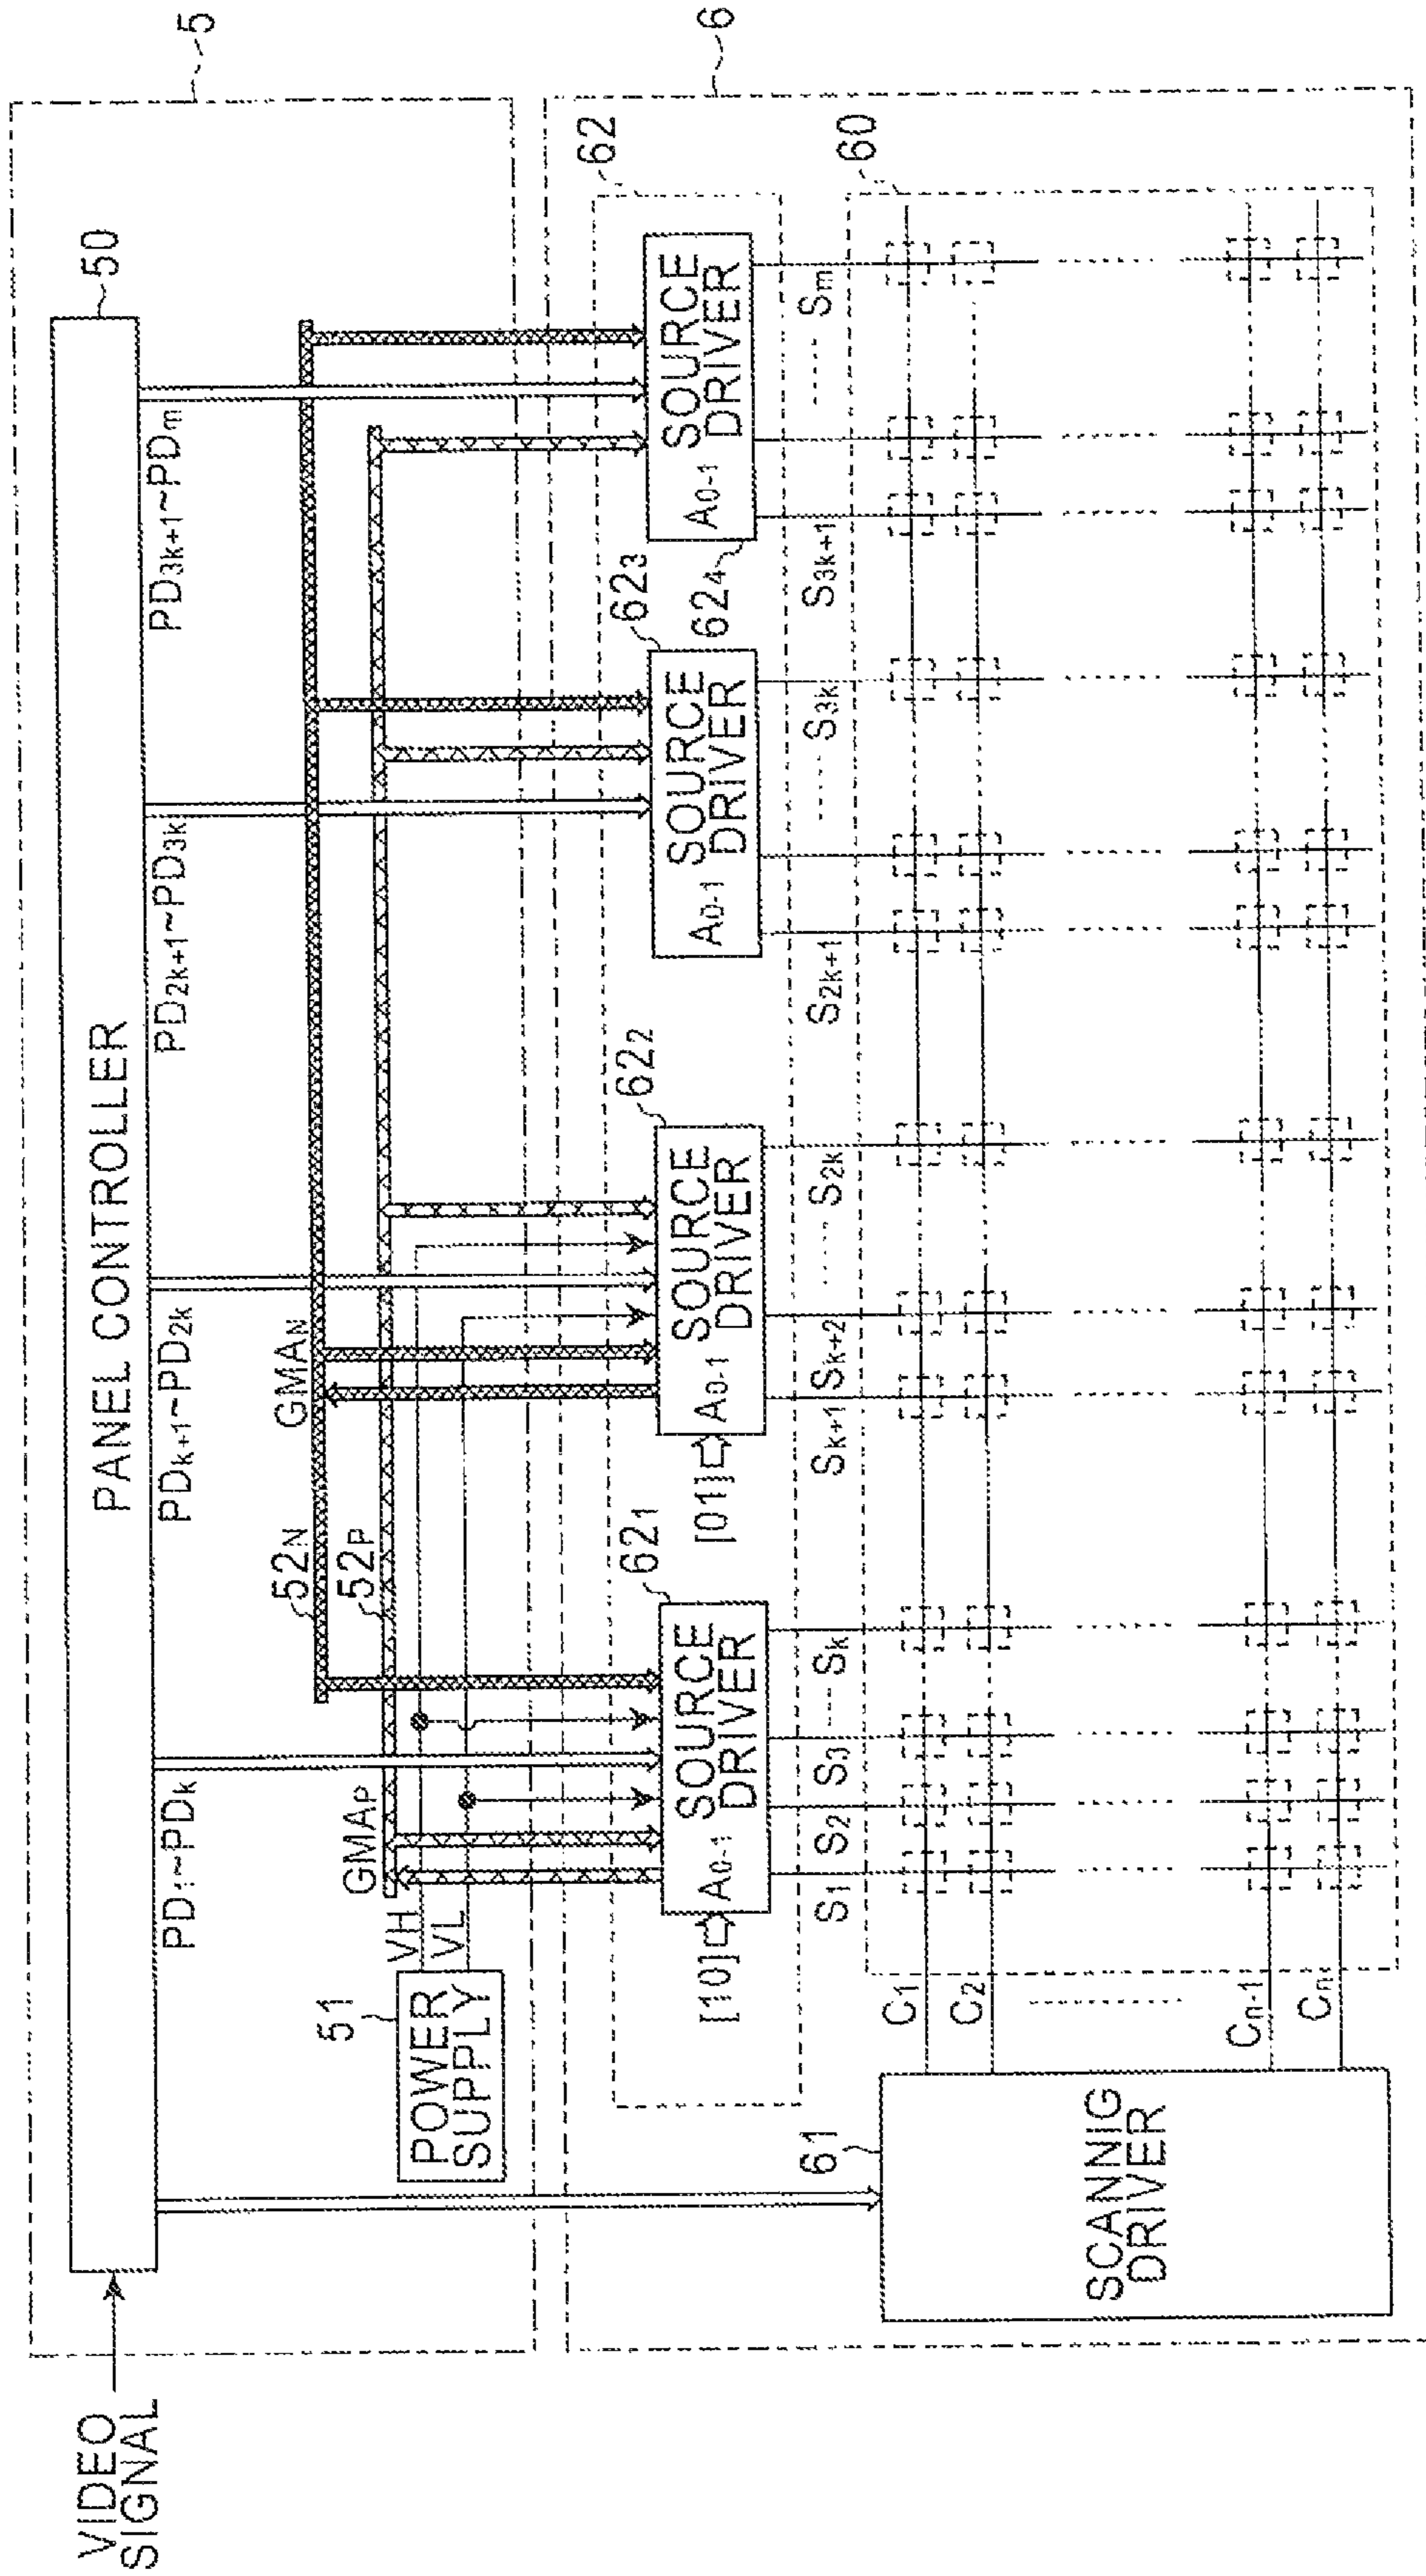 VIDEO
SIGNAL
PANEL CONTROLLER
50
5
PD1~PDk
PDk+1~PD2k
PD2k+1~PD3k
PD3k+1~PDm
52N
GMAN
52P
GMAP
VH
VL
51
POWER
SUPPLY
6
62
621
622
623
624
SOURCE
DRIVER
A0-1
[10]
SOURCE
DRIVER
A0-1
[01]
SOURCE
DRIVER
A0-1
SOURCE
DRIVER
A0-1
S1 S2 S3 Sk
Sk+1 Sk+2 S2k
S2k+1 S3k
S3k+1 Sm
60
C1
C2
Cn-1
Cn
61
SCANNIG
DRIVER